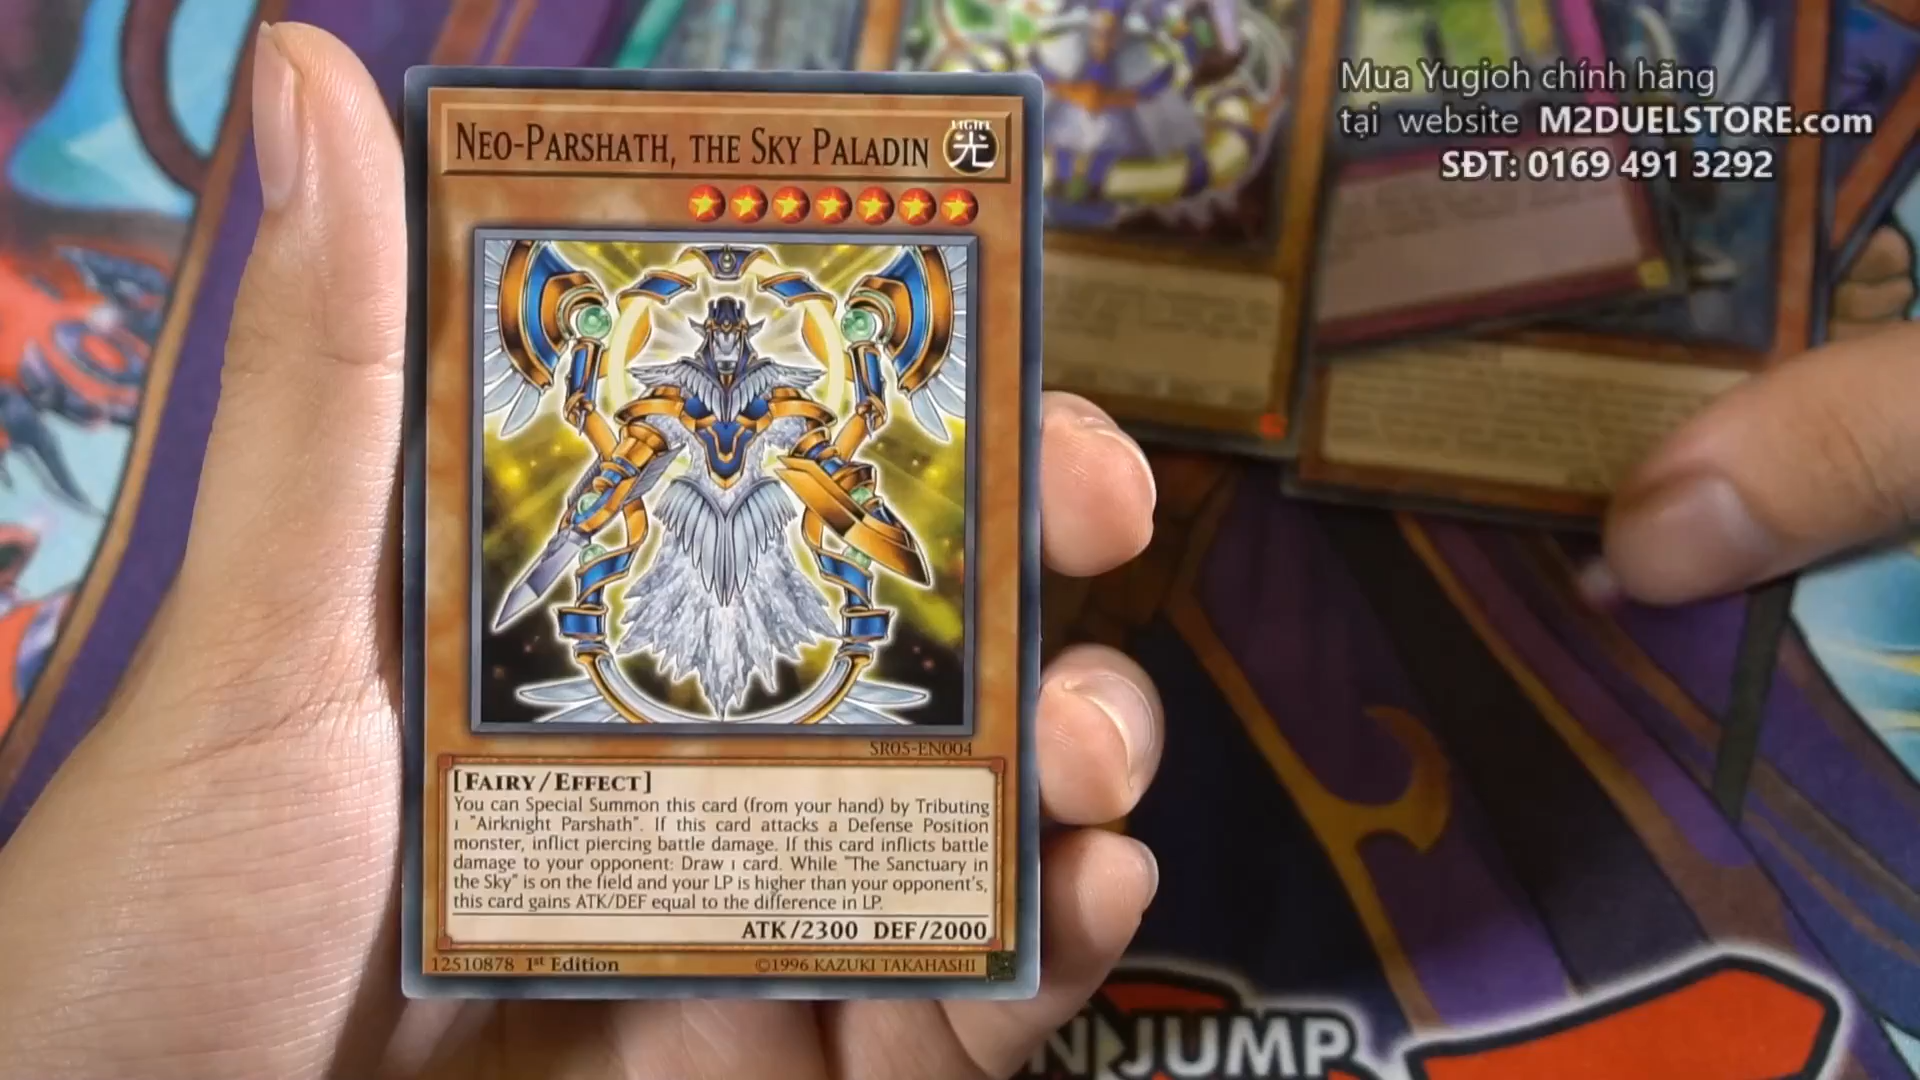 Mua Yugioh chính hãng
tại website M2DUELSTORE.com
SĐT: 0169 491 3292
NEO-PARSHATH, THE SKY PALADIN
LIGHT
光
SR05-EN004
[FAIRY/EFFECT]
You can Special Summon this card (from your hand) by Tributing
1 "Airknight Parshath". If this card attacks a Defense Position
monster, inflict piercing battle damage. If this card inflicts battle
damage to your opponent: Draw 1 card. While "The Sanctuary in
the Sky" is on the field and your LP is higher than your opponent's,
this card gains ATK/DEF equal to the difference in LP.
ATK/2300 DEF/2000
12510878 1st Edition ©1996 KAZUKI TAKAHASHI
JUMP